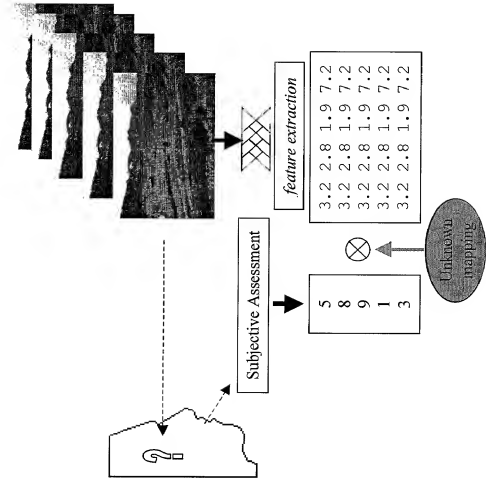 ?
Subjective Assessment
feature extraction
5
8
9
1
3
3.2 2.8 1.9 7.2
3.2 2.8 1.9 7.2
3.2 2.8 1.9 7.2
3.2 2.8 1.9 7.2
3.2 2.8 1.9 7.2
Unknown
mapping